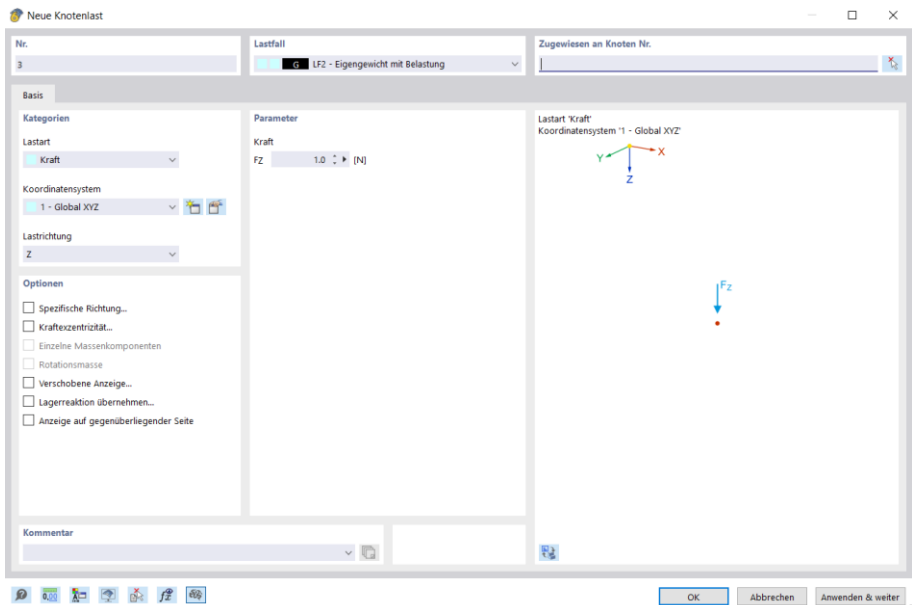 Neue Knotenlast
Nr.
3
Lastfall
G LF2 - Eigengewicht mit Belastung
Zugewiesen an Knoten Nr.
Basis
Kategorien
Lastart
Kraft
Koordinatensystem
1 - Global XYZ
Lastrichtung
Z
Optionen
Spezifische Richtung...
Kraftexzentrizität...
Einzelne Massenkomponenten
Rotationsmasse
Verschobene Anzeige...
Lagerreaktion übernehmen...
Anzeige auf gegenüberliegender Seite
Parameter
Kraft
FZ 1.0 [N]
Lastart 'Kraft'
Koordinatensystem '1 - Global XYZ'
Y X
Z
FZ
Kommentar
0,00
OK Abbrechen Anwenden & weiter